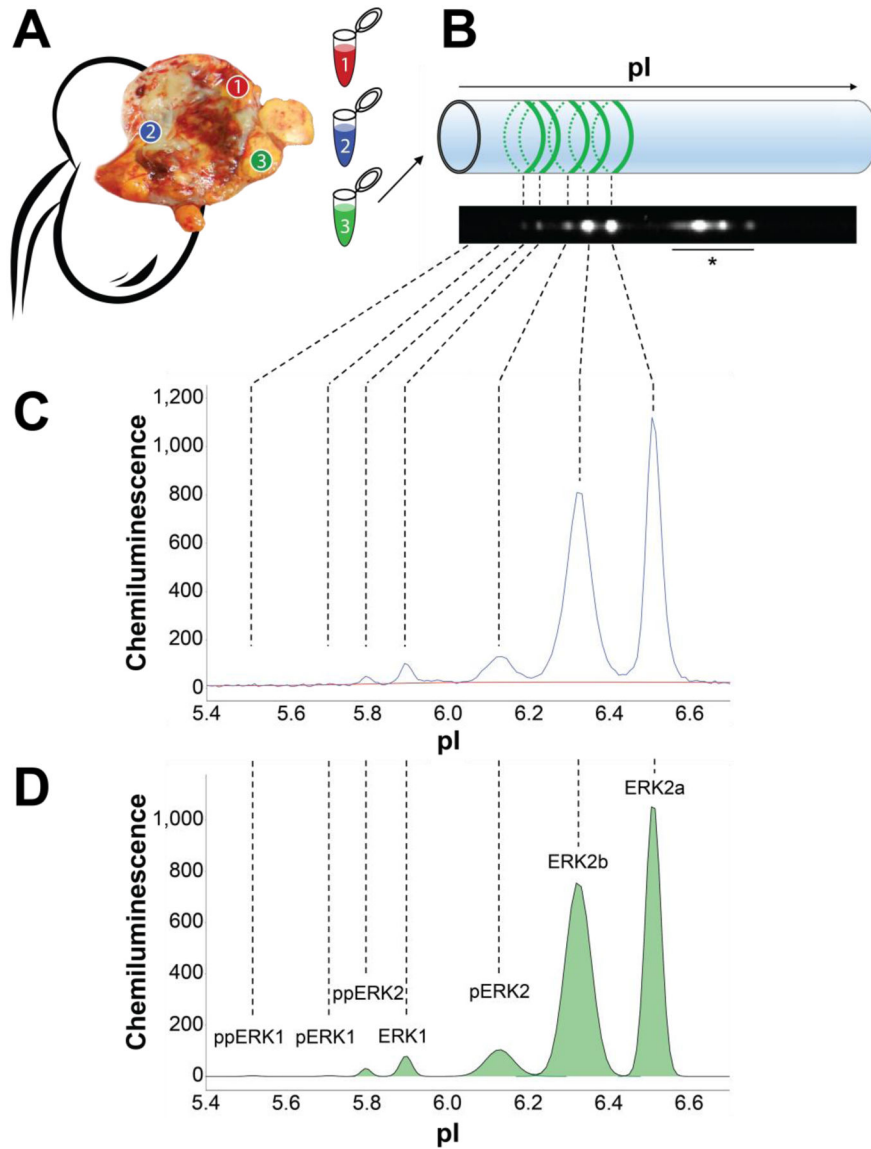 A
1
2
3
1
2
3
B
pI
*
C
Chemiluminescence
1,200
1,000
800
600
400
200
0
5.4 5.6 5.8 6.0 6.2 6.4 6.6
pI
D
Chemiluminescence
1,000
800
600
400
200
0
ERK2a
ERK2b
ppERK2 pERK2
ppERK1 pERK1 ERK1
5.4 5.6 5.8 6.0 6.2 6.4 6.6
pI